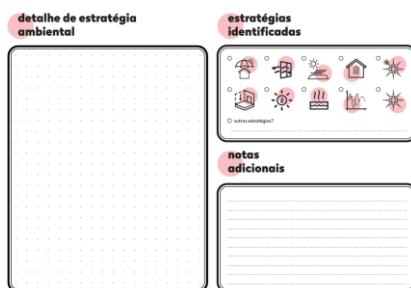 detalhe de estratégia
ambiental
estratégias
identificadas
outras estratégias?
notas
adicionais